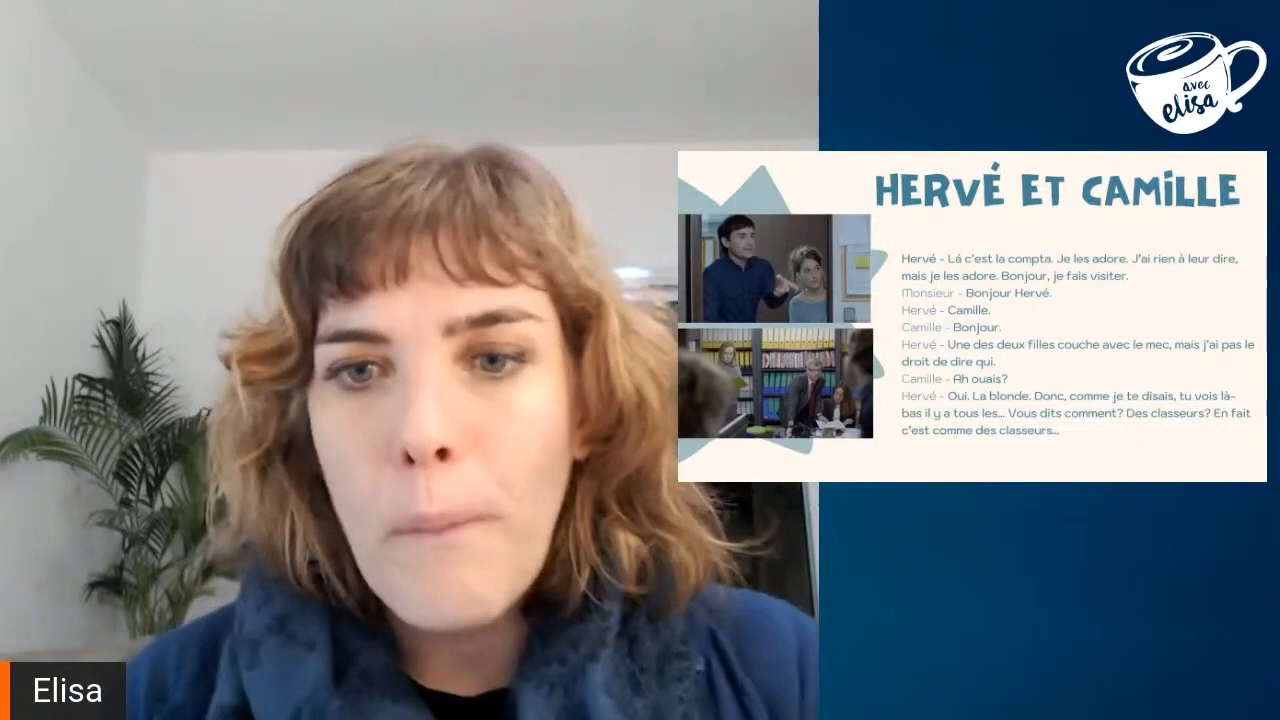 avec
elisa
HERVÉ ET CAMILLE
Hervé - Lá c'est la compta. Je les adore. J'ai rien à leur dire,
mais je les adore. Bonjour, je fais visiter.
Monsieur - Bonjour Hervé.
Hervé - Camille.
Camille - Bonjour.
Hervé - Une des deux filles couche avec le mec, mais j'ai pas le
droit de dire qui.
Camille - Ah ouais?
Hervé - Oui. La blonde. Donc, comme je te disais, tu vois là-
bas il y a tous les... Vous dits comment? Des classeurs? En fait
c'est comme des classeurs...
Elisa